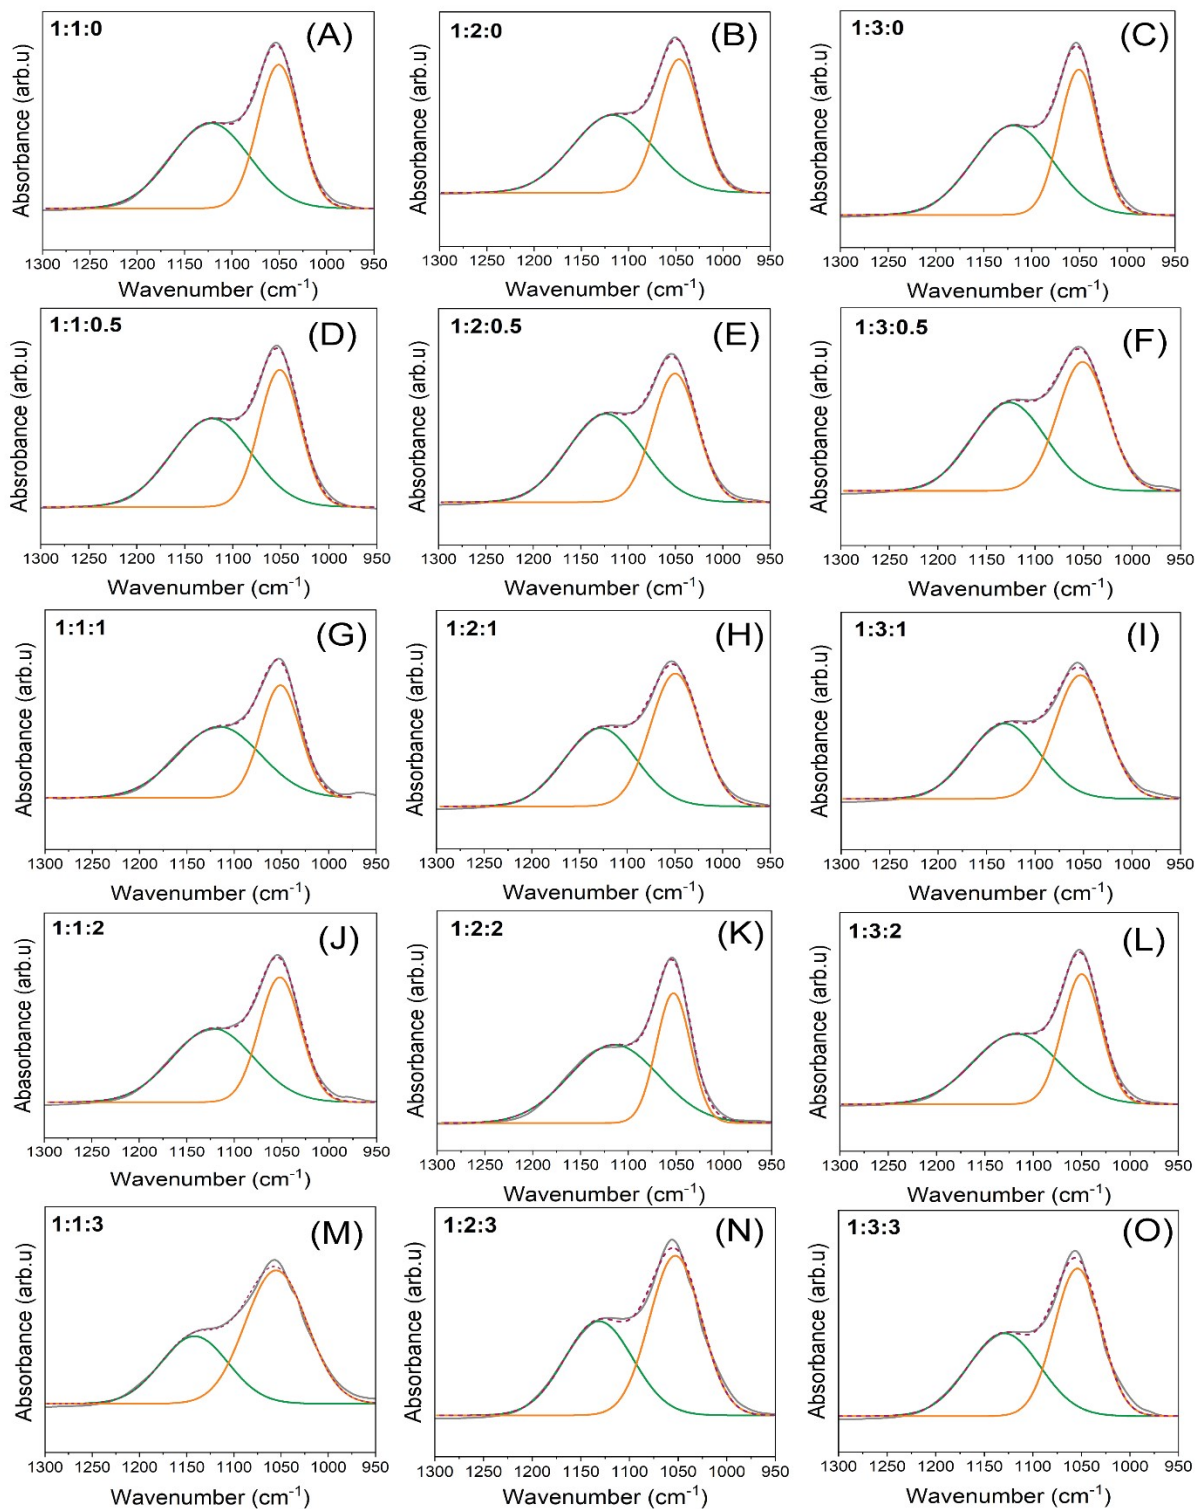 1:1:0
(A)
Absorbance (arb.u)
1300 1250 1200 1150 1100 1050 1000 950
Wavenumber (cm⁻¹)
1:2:0
(B)
Absorbance (arb.u)
1300 1250 1200 1150 1100 1050 1000 950
Wavenumber (cm⁻¹)
1:3:0
(C)
Absorbance (arb.u)
1300 1250 1200 1150 1100 1050 1000 950
Wavenumber (cm⁻¹)
1:1:0.5
(D)
Absrobance (arb.u)
1300 1250 1200 1150 1100 1050 1000 950
Wavenumber (cm⁻¹)
1:2:0.5
(E)
Absorbance (arb.u)
1300 1250 1200 1150 1100 1050 1000 950
Wavenumber (cm⁻¹)
1:3:0.5
(F)
Absorbance (arb.u)
1300 1250 1200 1150 1100 1050 1000 950
Wavenumber (cm⁻¹)
1:1:1
(G)
Absorbance (arb.u)
1300 1250 1200 1150 1100 1050 1000 950
Wavenumber (cm⁻¹)
1:2:1
(H)
Absorbance (arb.u)
1300 1250 1200 1150 1100 1050 1000 950
Wavenumber (cm⁻¹)
1:3:1
(I)
Absorbance (arb.u)
1300 1250 1200 1150 1100 1050 1000 950
Wavenumber (cm⁻¹)
1:1:2
(J)
Abasorbance (arb.u)
1300 1250 1200 1150 1100 1050 1000 950
Wavenumber (cm⁻¹)
1:2:2
(K)
Absorbance (arb.u)
1300 1250 1200 1150 1100 1050 1000 950
Wavenumber (cm⁻¹)
1:3:2
(L)
Absorbance (arb.u)
1300 1250 1200 1150 1100 1050 1000 950
Wavenumber (cm⁻¹)
1:1:3
(M)
Absorbance (arb.u)
1300 1250 1200 1150 1100 1050 1000 950
Wavenumber (cm⁻¹)
1:2:3
(N)
Absorbance (arb.u)
1300 1250 1200 1150 1100 1050 1000 950
Wavenumber (cm⁻¹)
1:3:3
(O)
Absorbance (arb.u)
1300 1250 1200 1150 1100 1050 1000 950
Wavenumber (cm⁻¹)